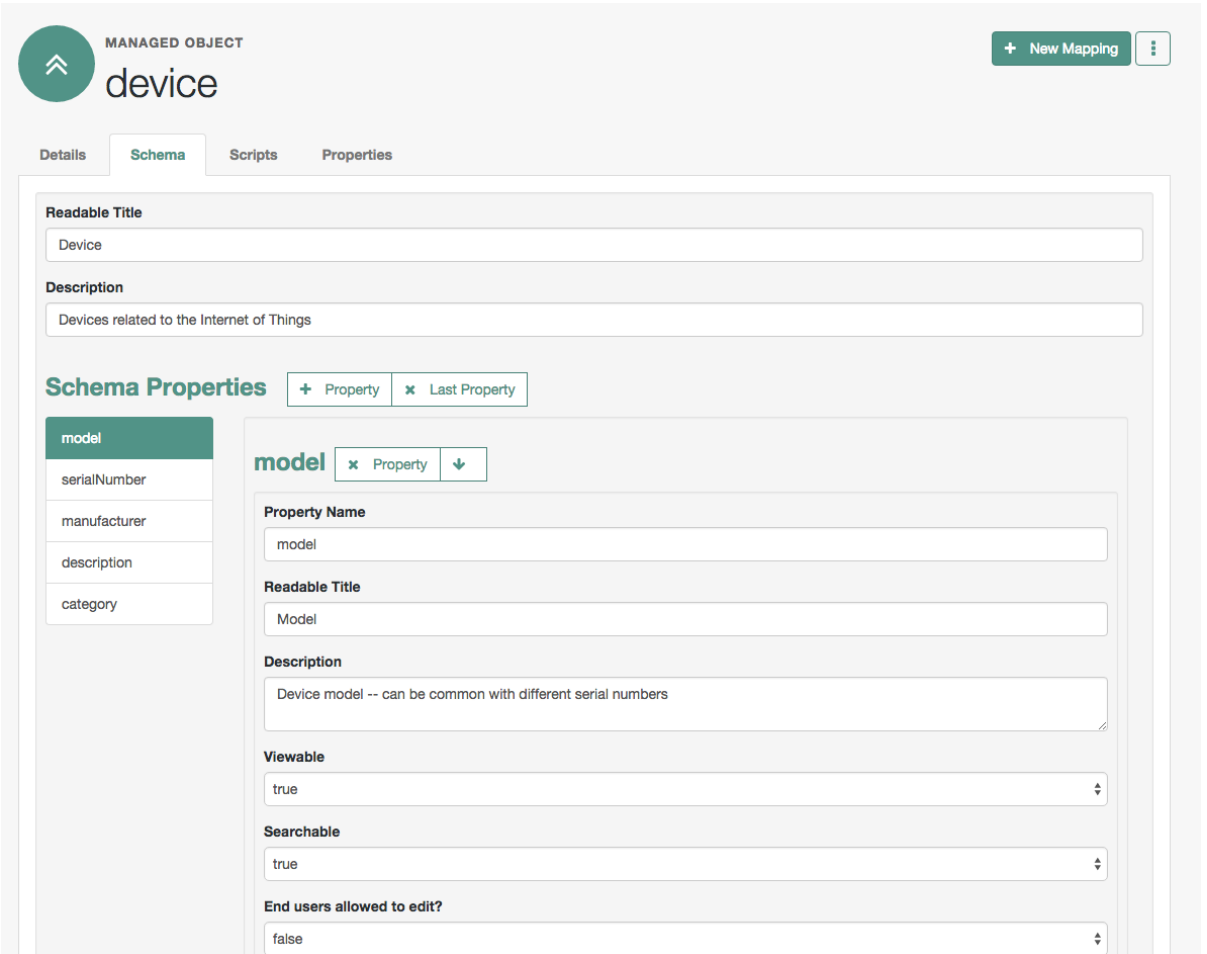 MANAGED OBJECT
device
+ New Mapping
Details Schema Scripts Properties
Readable Title
Device
Description
Devices related to the Internet of Things
Schema Properties
+ Property × Last Property
model
serialNumber
manufacturer
description
category
model
× Property
Property Name
model
Readable Title
Model
Description
Device model -- can be common with different serial numbers
Viewable
true
Searchable
true
End users allowed to edit?
false